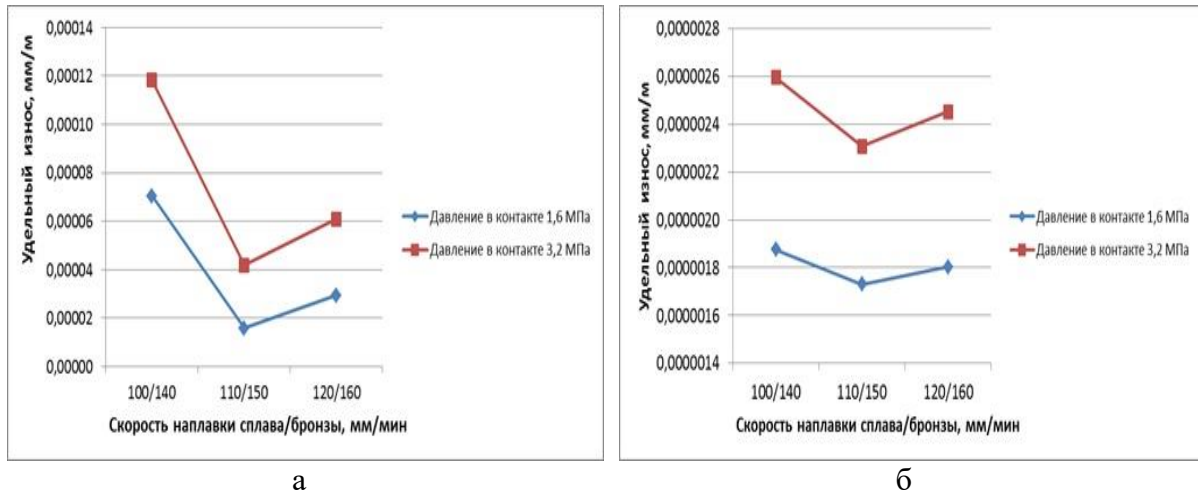 Удельный износ, мм/м
0,00014
0,00012
0,00010
0,00008
0,00006
0,00004
0,00002
0,00000
100/140 110/150 120/160
Скорость наплавки сплава/бронзы, мм/мин
Давление в контакте 1,6 МПа
Давление в контакте 3,2 МПа
а
Удельный износ, мм/м
0,0000028
0,0000026
0,0000024
0,0000022
0,0000020
0,0000018
0,0000016
0,0000014
100/140 110/150 120/160
Скорость наплавки сплава/бронзы, мм/мин
Давление в контакте 1,6 МПа
Давление в контакте 3,2 МПа
б